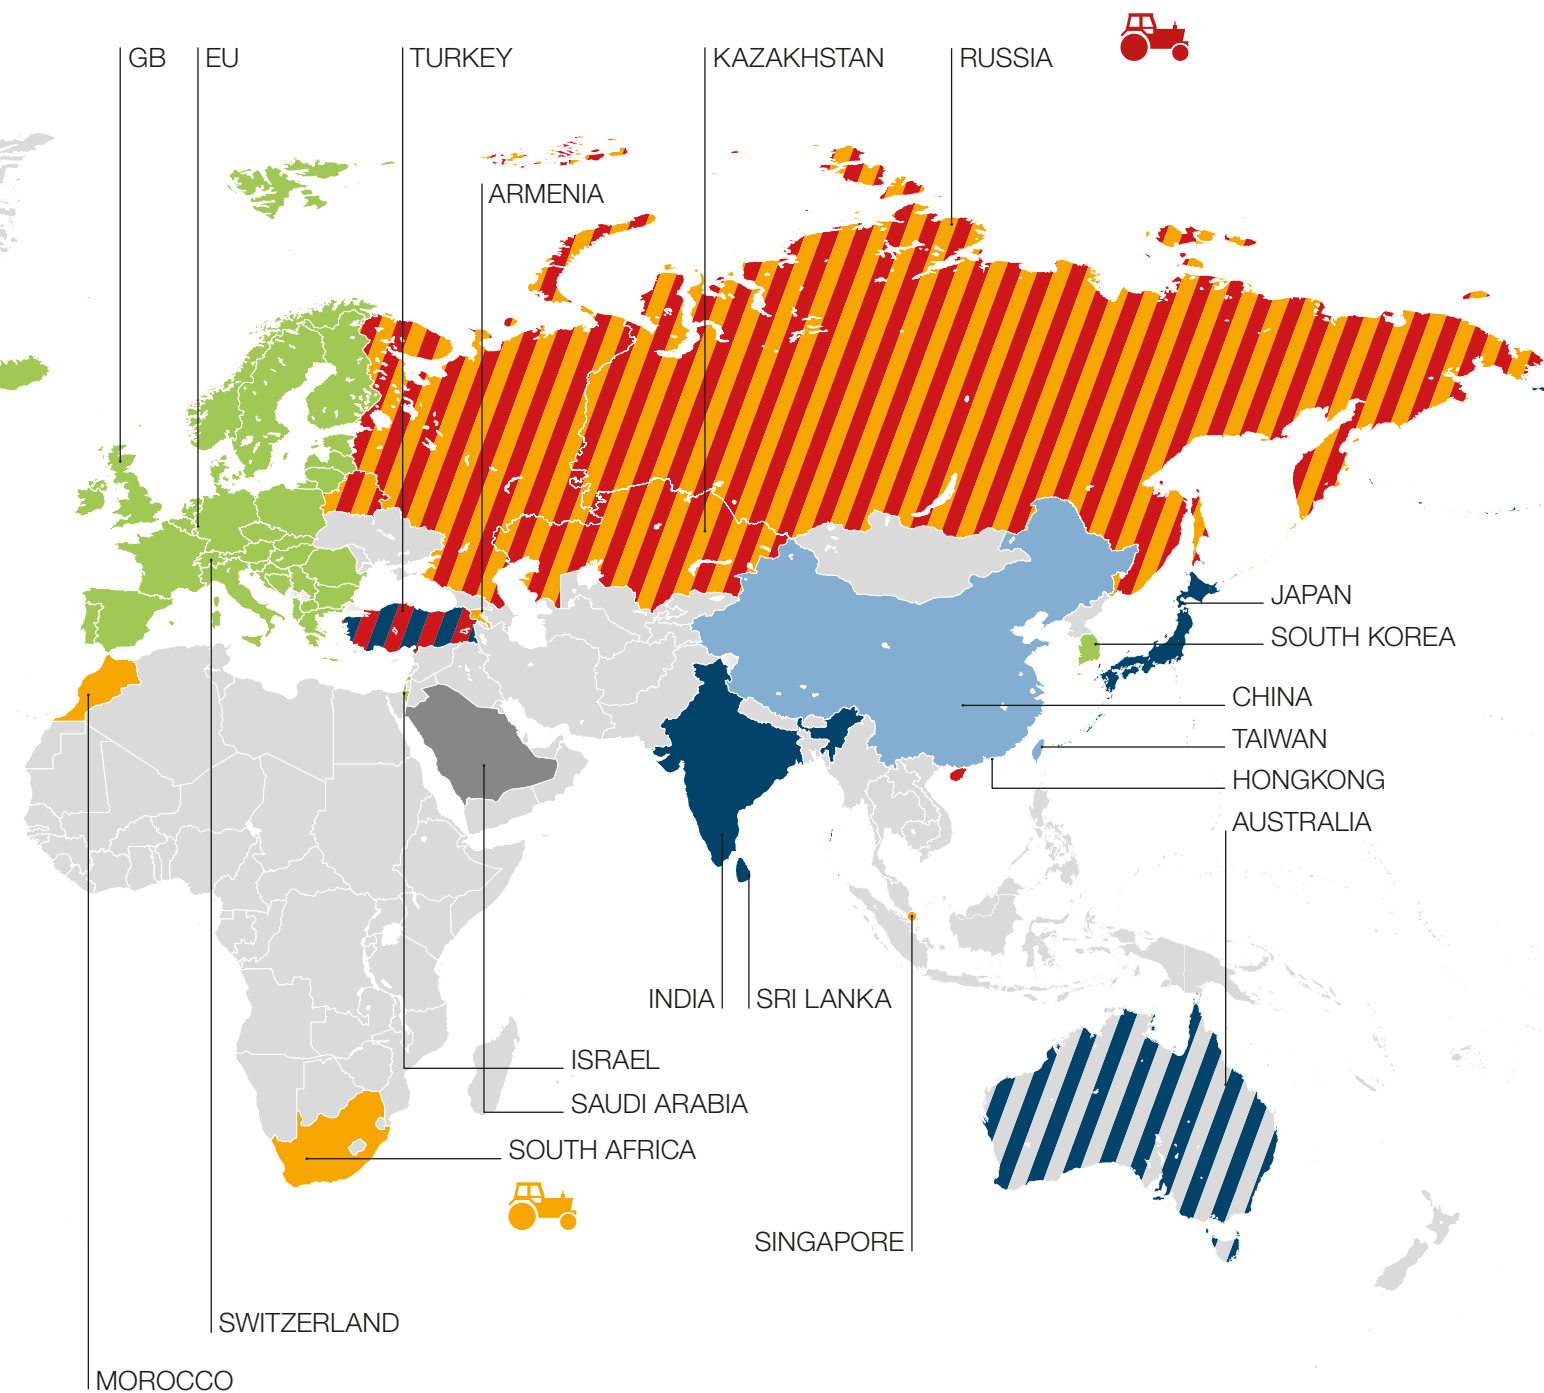 GB
EU
TURKEY
KAZAKHSTAN
RUSSIA
ARMENIA
JAPAN
SOUTH KOREA
CHINA
TAIWAN
HONGKONG
AUSTRALIA
INDIA
SRI LANKA
ISRAEL
SAUDI ARABIA
SOUTH AFRICA
SINGAPORE
SWITZERLAND
MOROCCO